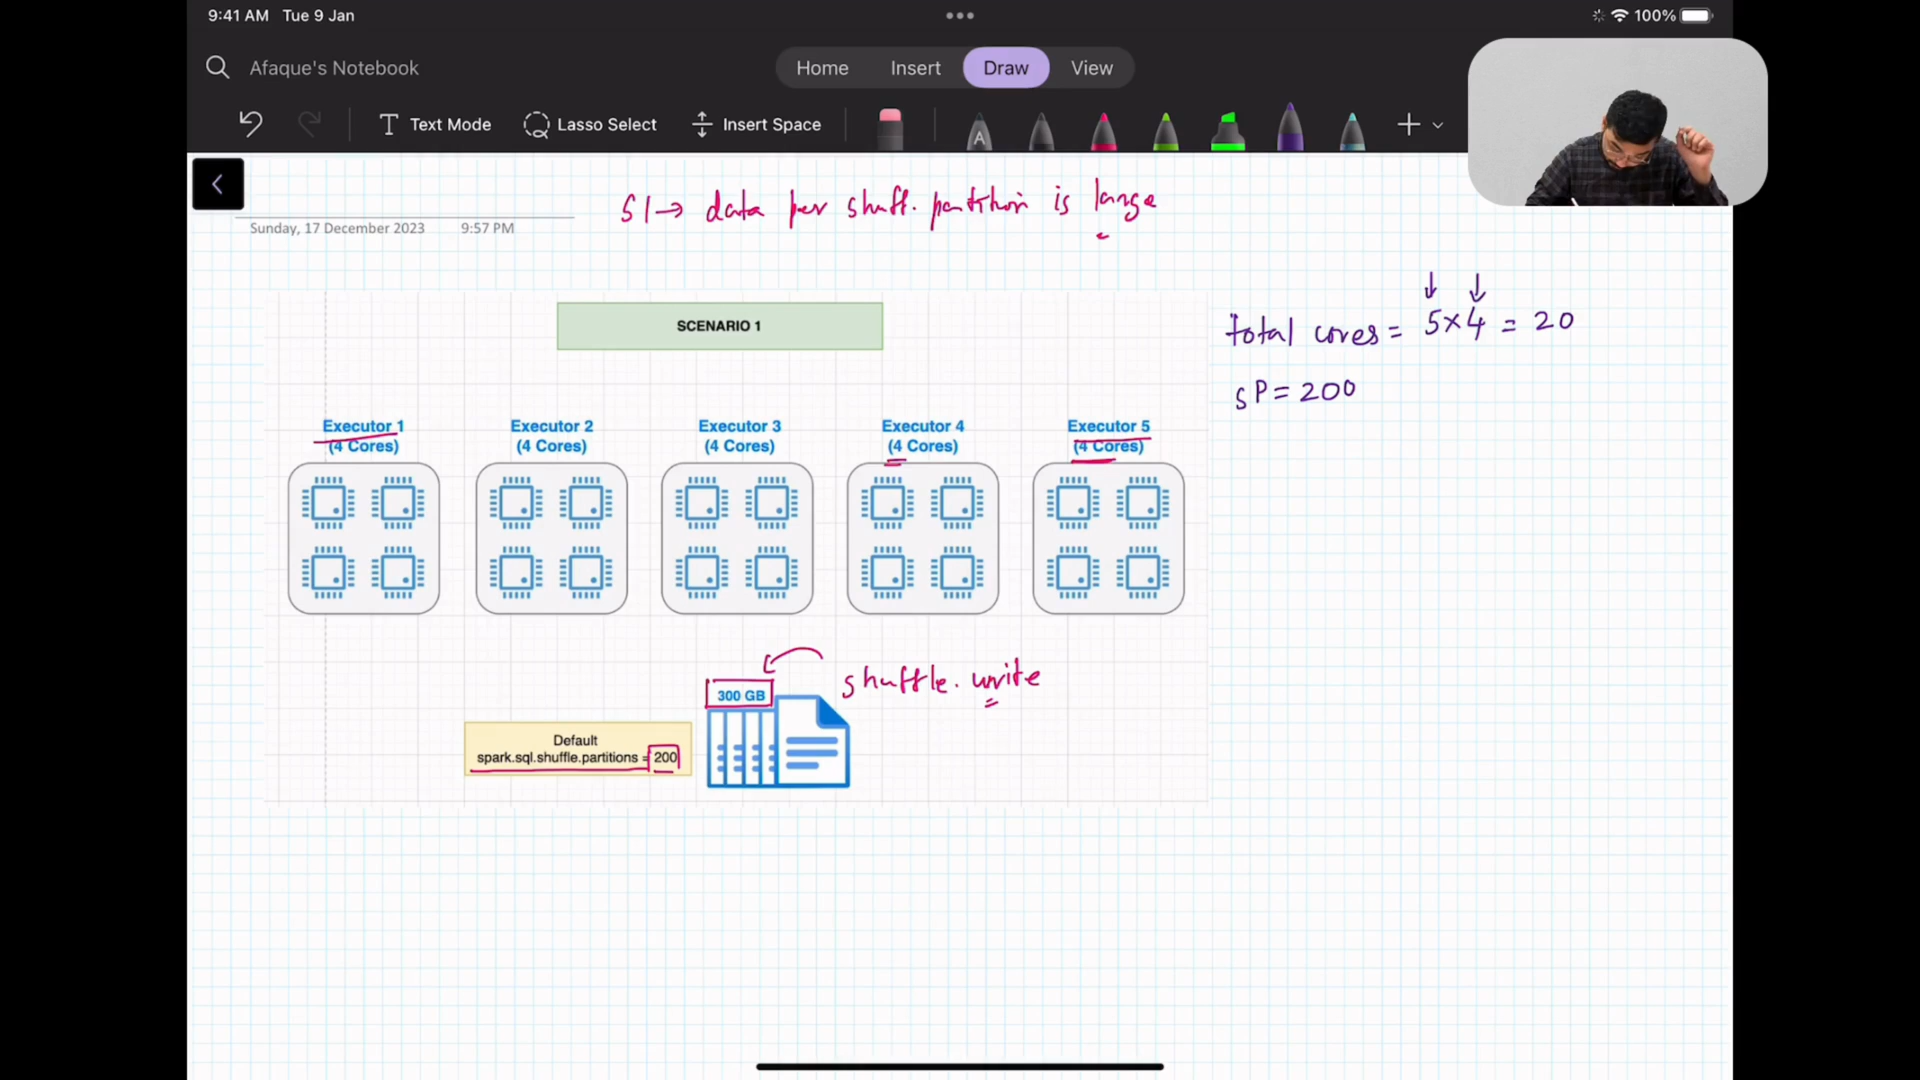 9:41 AM Tue 9 Jan
100%
Afaque's Notebook
Home Insert Draw View
Text Mode Lasso Select Insert Space
A
S1→ data per shuff. partition is large
Sunday, 17 December 2023 9:57 PM
SCENARIO 1
total cores = 5x4 = 20
SP = 200
Executor 1 Executor 2 Executor 3 Executor 4 Executor 5
(4 Cores) (4 Cores) (4 Cores) (4 Cores) (4 Cores)
shuffle. write
300 GB
Default
spark.sql.shuffle.partitions = 200